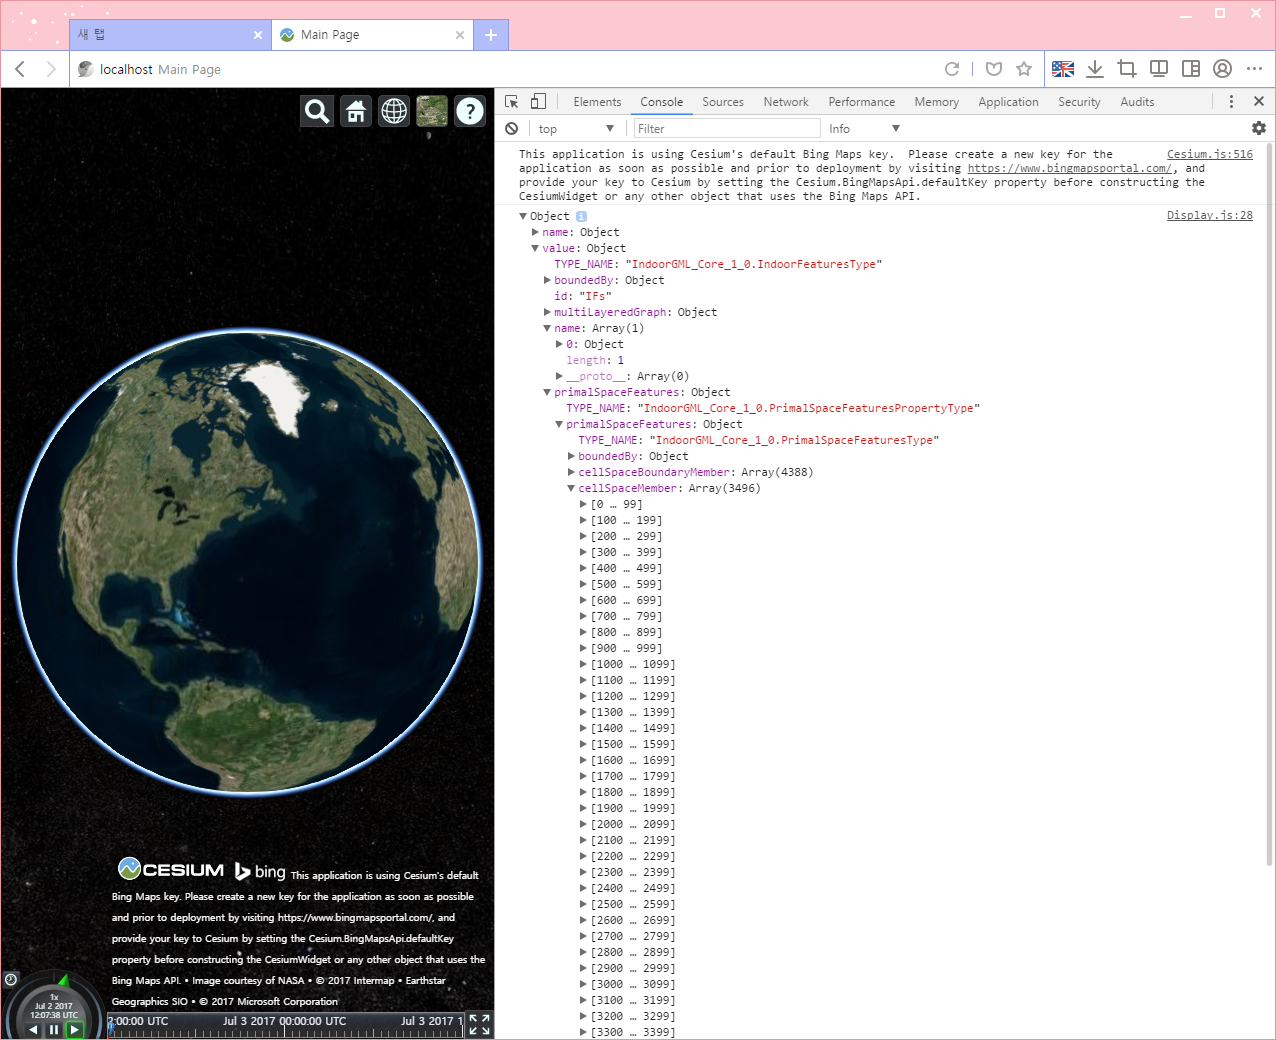 새 탭
Main Page
localhost Main Page
Elements Console Sources Network Performance Memory Application Security Audits
top Filter Info
This application is using Cesium's default Bing Maps key.  Please create a new key for the Cesium.js:516
application as soon as possible and prior to deployment by visiting https://www.bingmapsportal.com/, and
provide your key to Cesium by setting the Cesium.BingMapsApi.defaultKey property before constructing the
CesiumWidget or any other object that uses the Bing Maps API.
Object i Display.js:28
name: Object
value: Object
TYPE_NAME: "IndoorGML_Core_1_0.IndoorFeaturesType"
boundedBy: Object
id: "IFs"
multiLayeredGraph: Object
name: Array(1)
0: Object
length: 1
__proto__: Array(0)
primalSpaceFeatures: Object
TYPE_NAME: "IndoorGML_Core_1_0.PrimalSpaceFeaturesPropertyType"
primalSpaceFeatures: Object
TYPE_NAME: "IndoorGML_Core_1_0.PrimalSpaceFeaturesType"
boundedBy: Object
cellSpaceBoundaryMember: Array(4388)
cellSpaceMember: Array(3496)
[0 … 99]
[100 … 199]
[200 … 299]
[300 … 399]
[400 … 499]
[500 … 599]
[600 … 699]
[700 … 799]
[800 … 899]
[900 … 999]
[1000 … 1099]
[1100 … 1199]
[1200 … 1299]
[1300 … 1399]
[1400 … 1499]
[1500 … 1599]
[1600 … 1699]
[1700 … 1799]
[1800 … 1899]
[1900 … 1999]
[2000 … 2099]
[2100 … 2199]
[2200 … 2299]
[2300 … 2399]
[2400 … 2499]
[2500 … 2599]
[2600 … 2699]
[2700 … 2799]
[2800 … 2899]
[2900 … 2999]
[3000 … 3099]
[3100 … 3199]
[3200 … 3299]
[3300 … 3399]
CESIUM bing This application is using Cesium's default
Bing Maps key. Please create a new key for the application as soon as possible
and prior to deployment by visiting https://www.bingmapsportal.com/, and
provide your key to Cesium by setting the Cesium.BingMapsApi.defaultKey
property before constructing the CesiumWidget or any other object that uses the
Bing Maps API. • Image courtesy of NASA • © 2017 Intermap • Earthstar
Geographics SIO • © 2017 Microsoft Corporation
1x
Jul 2 2017
12:07:38 UTC
2:00:00 UTC Jul 3 2017 00:00:00 UTC Jul 3 2017 1